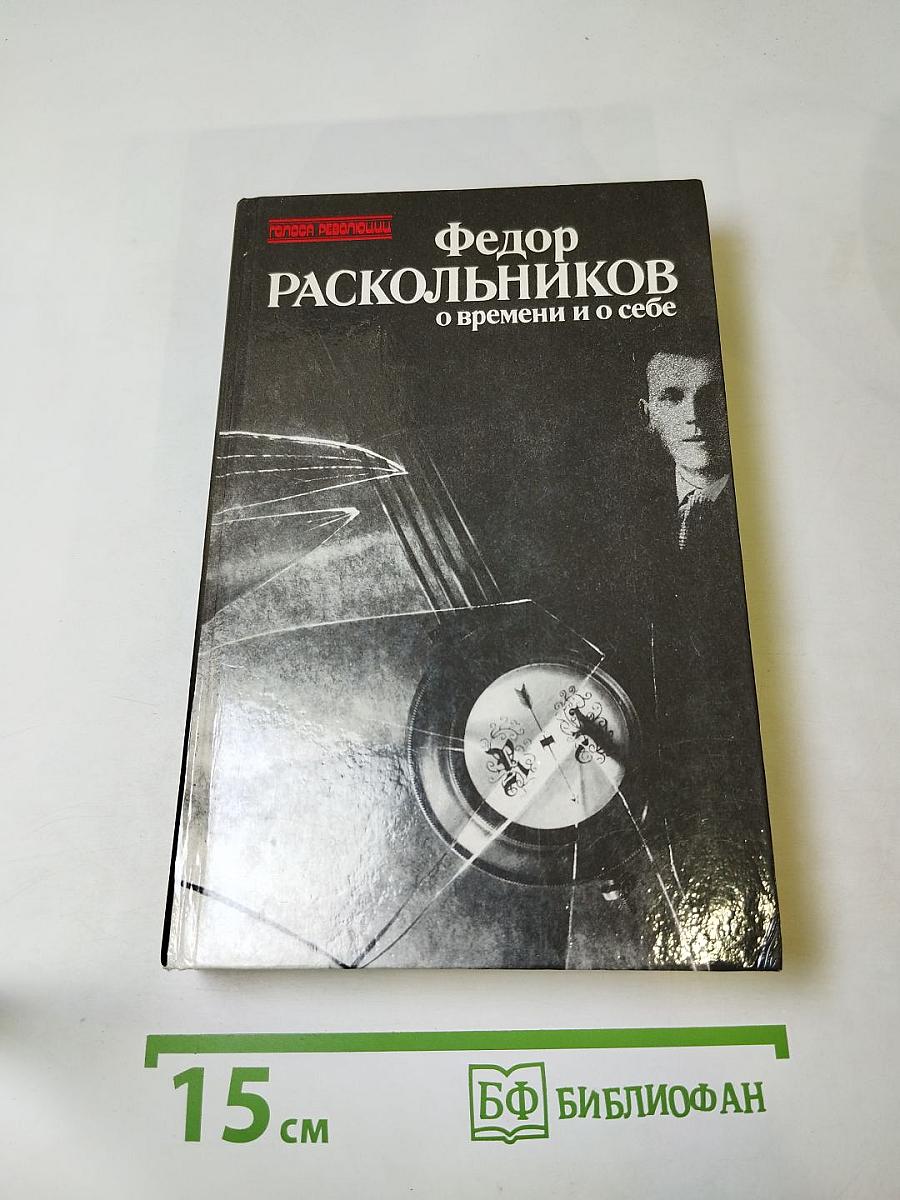 ГОЛОСА РЕВОЛЮЦИИ
Федор
РАСКОЛЬНИКОВ
о времени и о себе
15 см
БФ БИБЛИОФАН